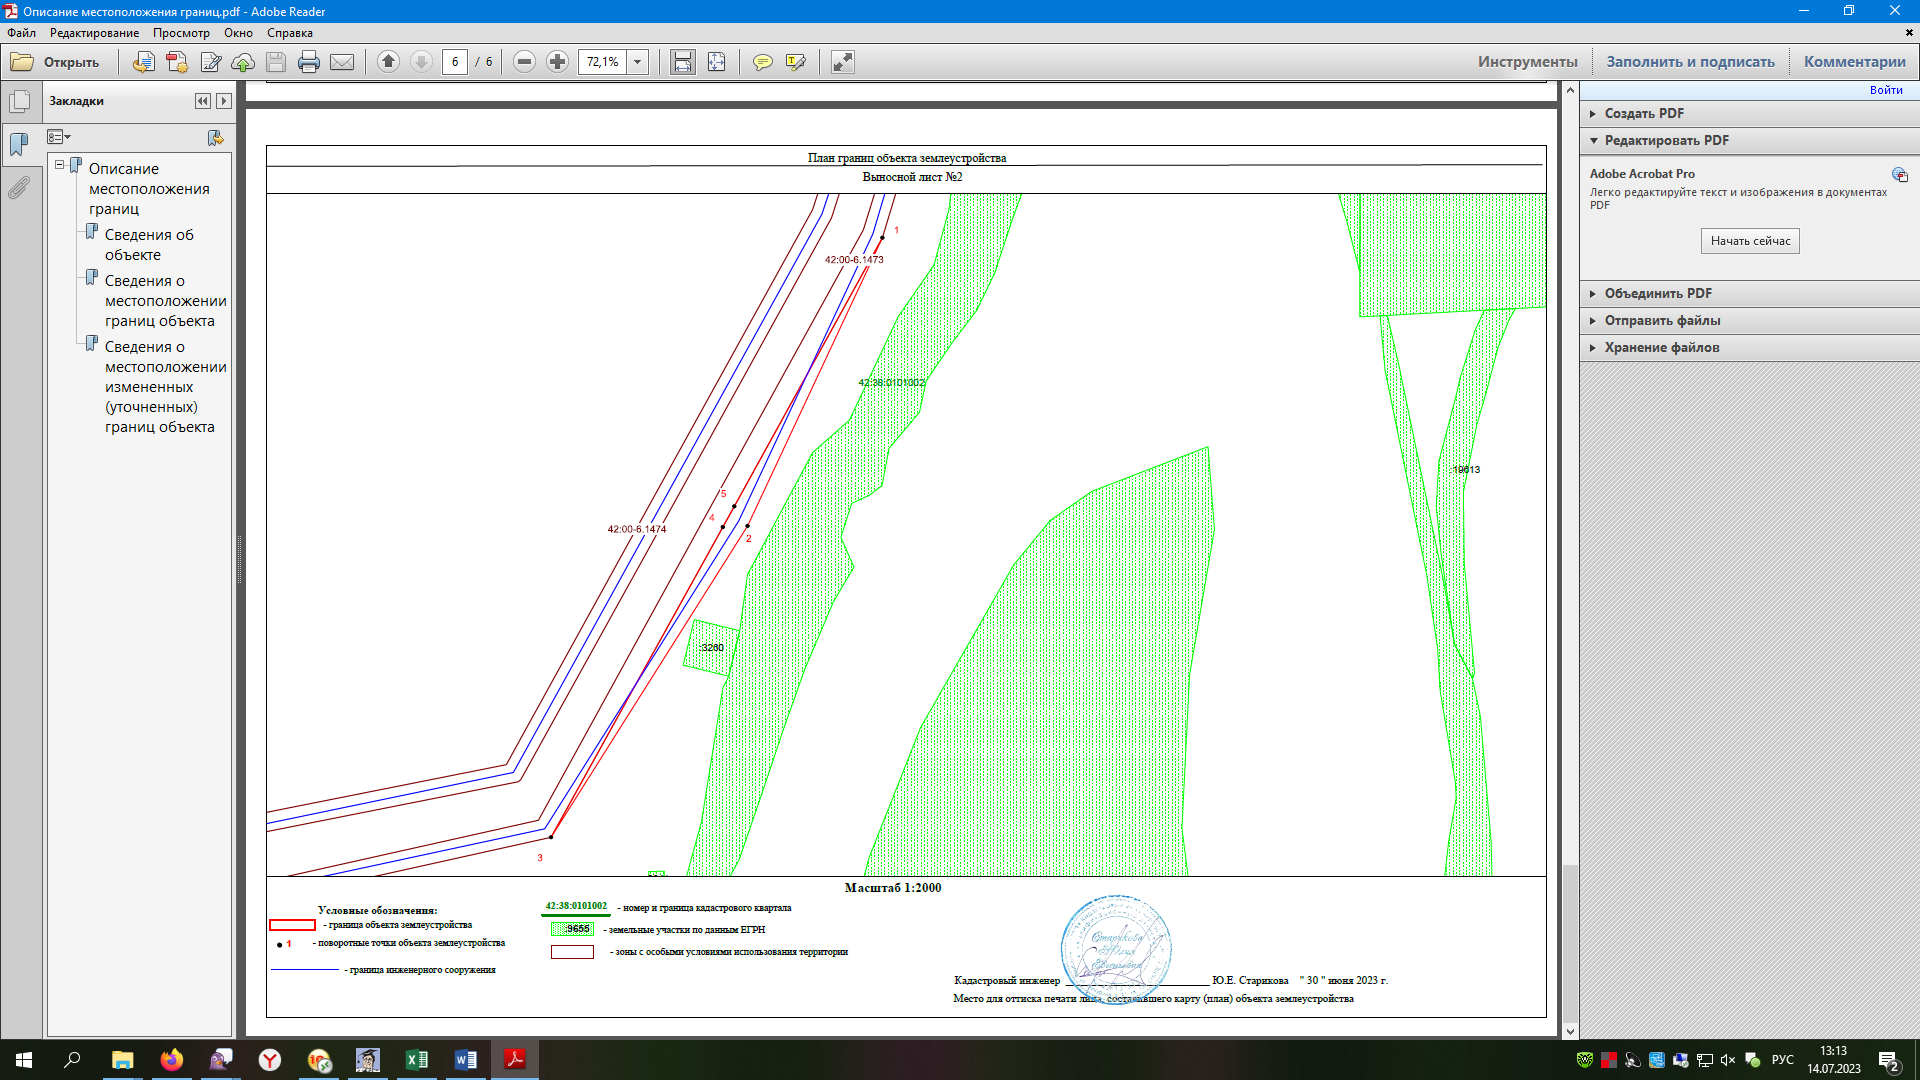 Описание местоположения границ.pdf - Adobe Reader
Файл Редактирование Просмотр Окно Справка
Открыть
6 / 6
72,1%
Инструменты
Заполнить и подписать
Комментарии
Закладки
Описание
местоположения
границ
Сведения об
объекте
Сведения о
местоположении
границ объекта
Сведения о
местоположении
измененных
(уточненных)
границ объекта
План границ объекта землеустройства
Выносной лист №2
1
42:00-6.1473
42:38:0101002
:19613
5
4
42:00-6.1474
2
:3260
3
Масштаб 1:2000
Условные обозначения:
- граница объекта землеустройства
1 - поворотные точки объекта землеустройства
- граница инженерного сооружения
42:38:0101002 - номер и граница кадастрового квартала
:9655 - земельные участки по данным ЕГРН
- зоны с особыми условиями использования территории
Старикова
Юлия
Евгеньевна
Кадастровый инженер Ю.Е. Старикова " 30 " июня 2023 г.
Место для оттиска печати лица, составившего карту (план) объекта землеустройства
Войти
Создать PDF
Редактировать PDF
Adobe Acrobat Pro
Легко редактируйте текст и изображения в документах
PDF
Начать сейчас
Объединить PDF
Отправить файлы
Хранение файлов
РУС
13:13
14.07.2023
2